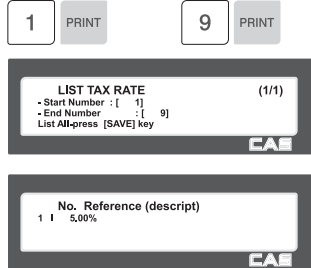 1 PRINT 9 PRINT
LIST TAX RATE (1/1)
- Start Number : [ 1]
- End Number : [ 9]
List All-press [SAVE] key
CAS
No. Reference (descript)
1 I 5.00%
CAS